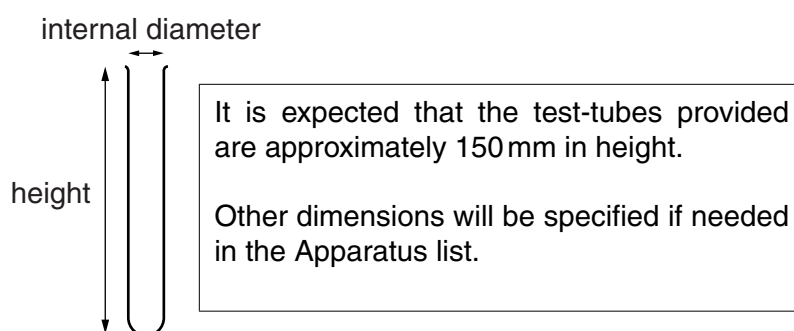 internal diameter
It is expected that the test-tubes provided
are approximately 150 mm in height.
height
Other dimensions will be specified if needed
in the Apparatus list.